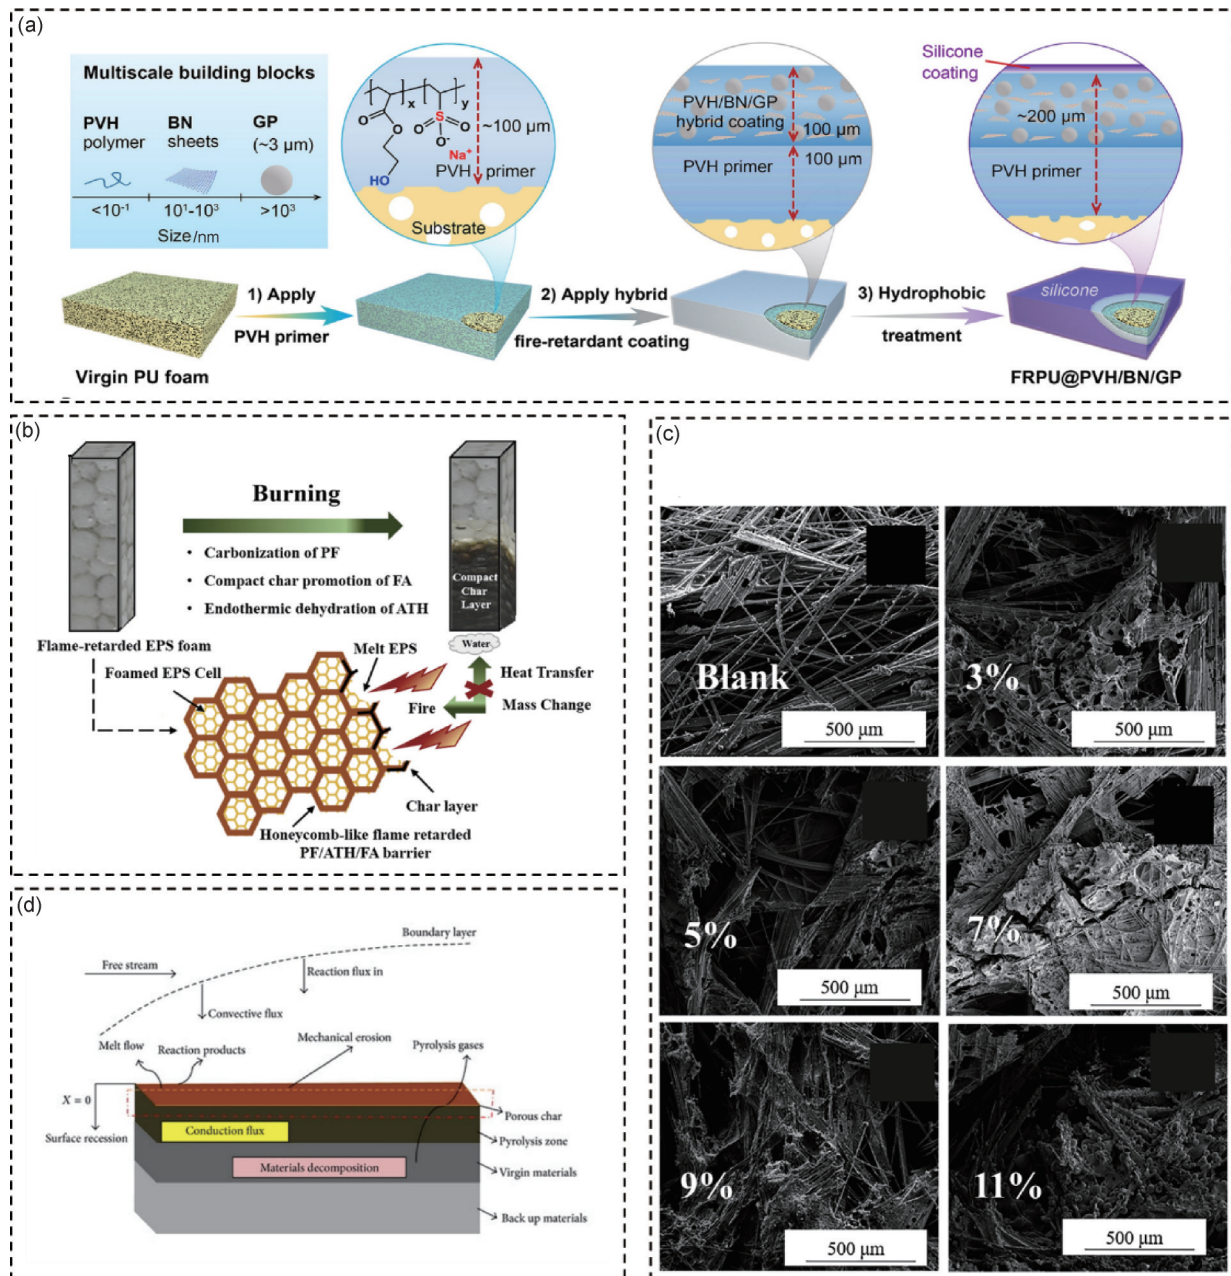 (a)
Multiscale building blocks
PVH
polymer
BN
sheets
GP
(~3 μm)
<10⁻¹
10¹-10³
>10³
Size/nm
x
y
O
O
HO
S
O
O
O⁻
Na⁺
~100 μm
PVH primer
Substrate
PVH/BN/GP
hybrid coating
100 μm
100 μm
PVH primer
Silicone
coating
~200 μm
PVH primer
1) Apply
PVH primer
2) Apply hybrid
fire-retardant coating
3) Hydrophobic
treatment
silicone
Virgin PU foam
FRPU@PVH/BN/GP
(b)
Burning
• Carbonization of PF
• Compact char promotion of FA
• Endothermic dehydration of ATH
Compact
Char
Layer
Flame-retarded EPS foam
Water
Foamed EPS Cell
Melt EPS
Heat Transfer
Fire
Mass Change
Char layer
Honeycomb-like flame retarded
PF/ATH/FA barrier
(c)
Blank
500 μm
3%
500 μm
5%
500 μm
7%
500 μm
9%
500 μm
11%
500 μm
(d)
Boundary layer
Free stream
Reaction flux in
Convective flux
Melt flow
Reaction products
Mechanical erosion
Pyrolysis gases
X = 0
Surface recession
Porous char
Conduction flux
Pyrolysis zone
Materials decomposition
Virgin materials
Back up materials